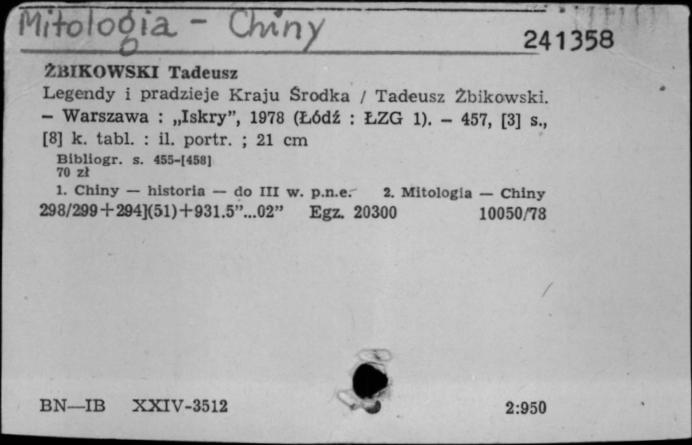 Mitologia - Chiny
241358
ŻBIKOWSKI Tadeusz
Legendy i pradzieje Kraju Środka / Tadeusz Żbikowski.
— Warszawa : „Iskry”, 1978 (Łódź : ŁZG 1). — 457, [3] s.,
[8] k. tabl. : il. portr. ; 21 cm
Bibliogr. s. 455-[458]
70 zł
1. Chiny — historia — do III w. p.n.e. 2. Mitologia — Chiny
298/299+294](51)+931.5”...02” Egz. 20300 10050/78
BN—IB XXIV-3512 2:950